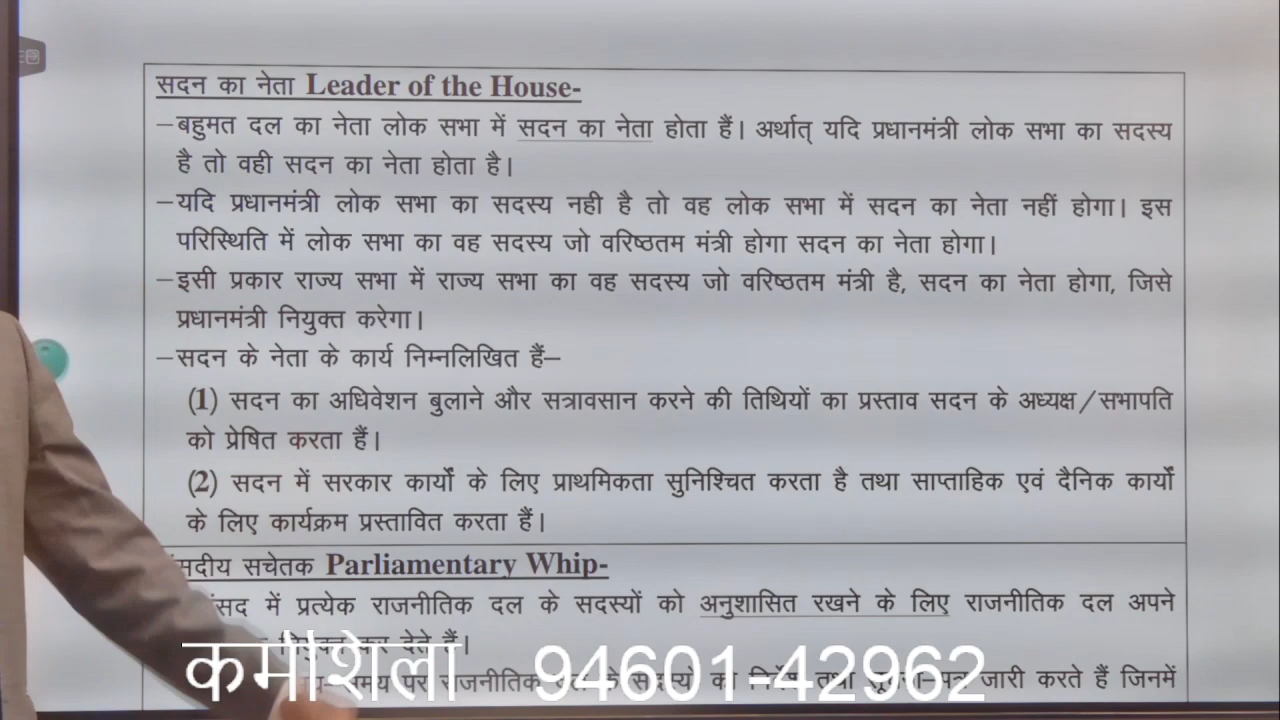 सदन का नेता Leader of the House-
–बहुमत दल का नेता लोक सभा में सदन का नेता होता हैं। अर्थात् यदि प्रधानमंत्री लोक सभा का सदस्य
है तो वही सदन का नेता होता है।
–यदि प्रधानमंत्री लोक सभा का सदस्य नही है तो वह लोक सभा में सदन का नेता नहीं होगा। इस
परिस्थिति में लोक सभा का वह सदस्य जो वरिष्ठतम मंत्री होगा सदन का नेता होगा।
–इसी प्रकार राज्य सभा में राज्य सभा का वह सदस्य जो वरिष्ठतम मंत्री है, सदन का नेता होगा, जिसे
प्रधानमंत्री नियुक्त करेगा।
–सदन के नेता के कार्य निम्नलिखित हैं–
(1) सदन का अधिवेशन बुलाने और सत्रावसान करने की तिथियों का प्रस्ताव सदन के अध्यक्ष/सभापति
को प्रेषित करता हैं।
(2) सदन में सरकार कार्यों के लिए प्राथमिकता सुनिश्चित करता है तथा साप्ताहिक एवं दैनिक कार्यों
के लिए कार्यक्रम प्रस्तावित करता हैं।
सचेतक Parliamentary Whip-
में प्रत्येक राजनीतिक दल के सदस्यों को अनुशासित रखने के लिए राजनीतिक दल अपने
कर देते हैं।
पर राजनीतिक के सदस्यों को निर्देश तथा जारी करते हैं जिनमें
कर्मशिला 94601-42962